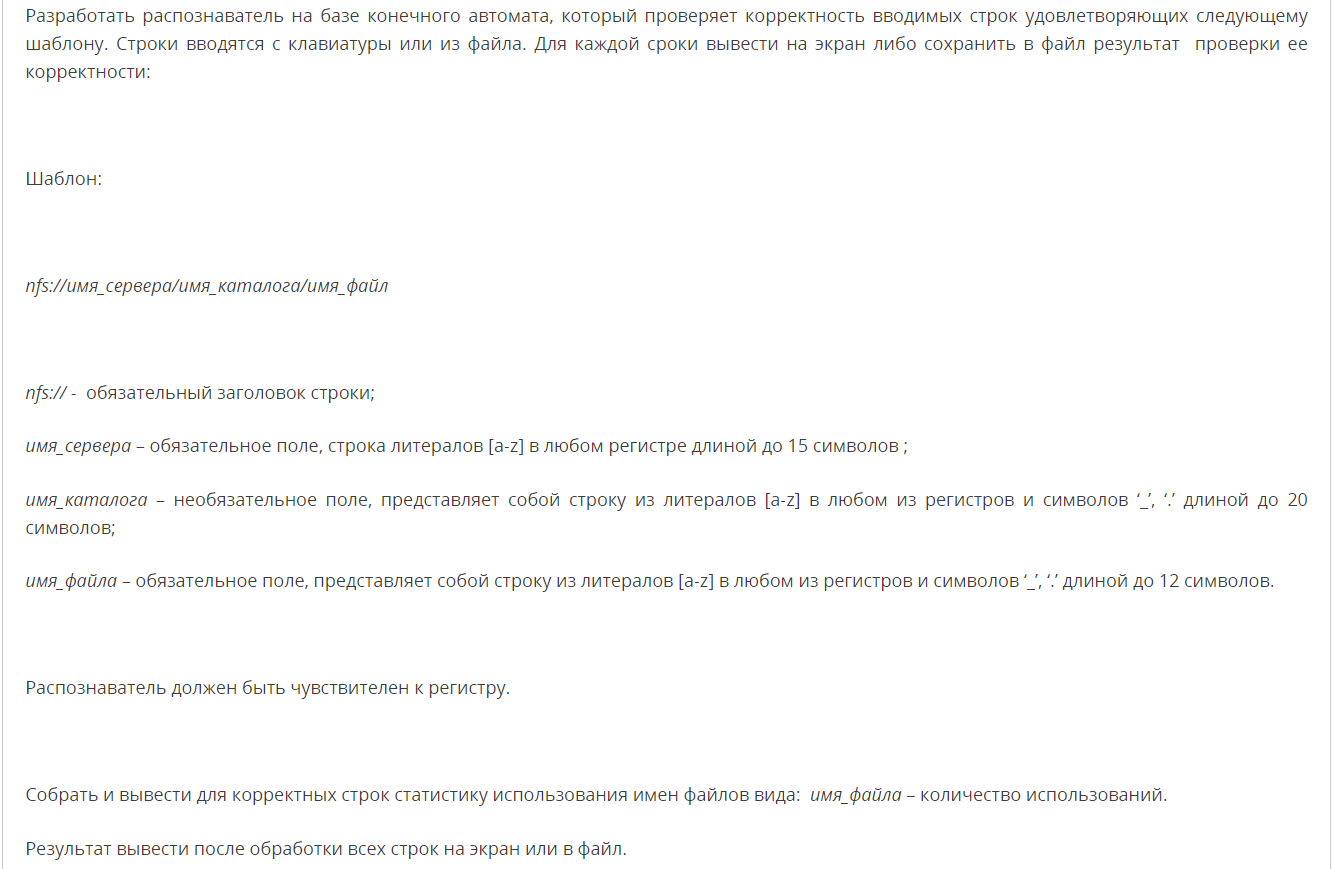 Разработать распознаватель на базе конечного автомата, который проверяет корректность вводимых строк удовлетворяющих следующему
шаблону. Строки вводятся с клавиатуры или из файла. Для каждой сроки вывести на экран либо сохранить в файл результат проверки ее
корректности:
Шаблон:
nfs://имя_сервера/имя_каталога/имя_файл
nfs:// - обязательный заголовок строки;
имя_сервера – обязательное поле, строка литералов [a-z] в любом регистре длиной до 15 символов ;
имя_каталога – необязательное поле, представляет собой строку из литералов [a-z] в любом из регистров и символов ‘_’, ‘.’ длиной до 20
символов;
имя_файла – обязательное поле, представляет собой строку из литералов [a-z] в любом из регистров и символов ‘_’, ‘.’ длиной до 12 символов.
Распознаватель должен быть чувствителен к регистру.
Собрать и вывести для корректных строк статистику использования имен файлов вида: имя_файла – количество использований.
Результат вывести после обработки всех строк на экран или в файл.